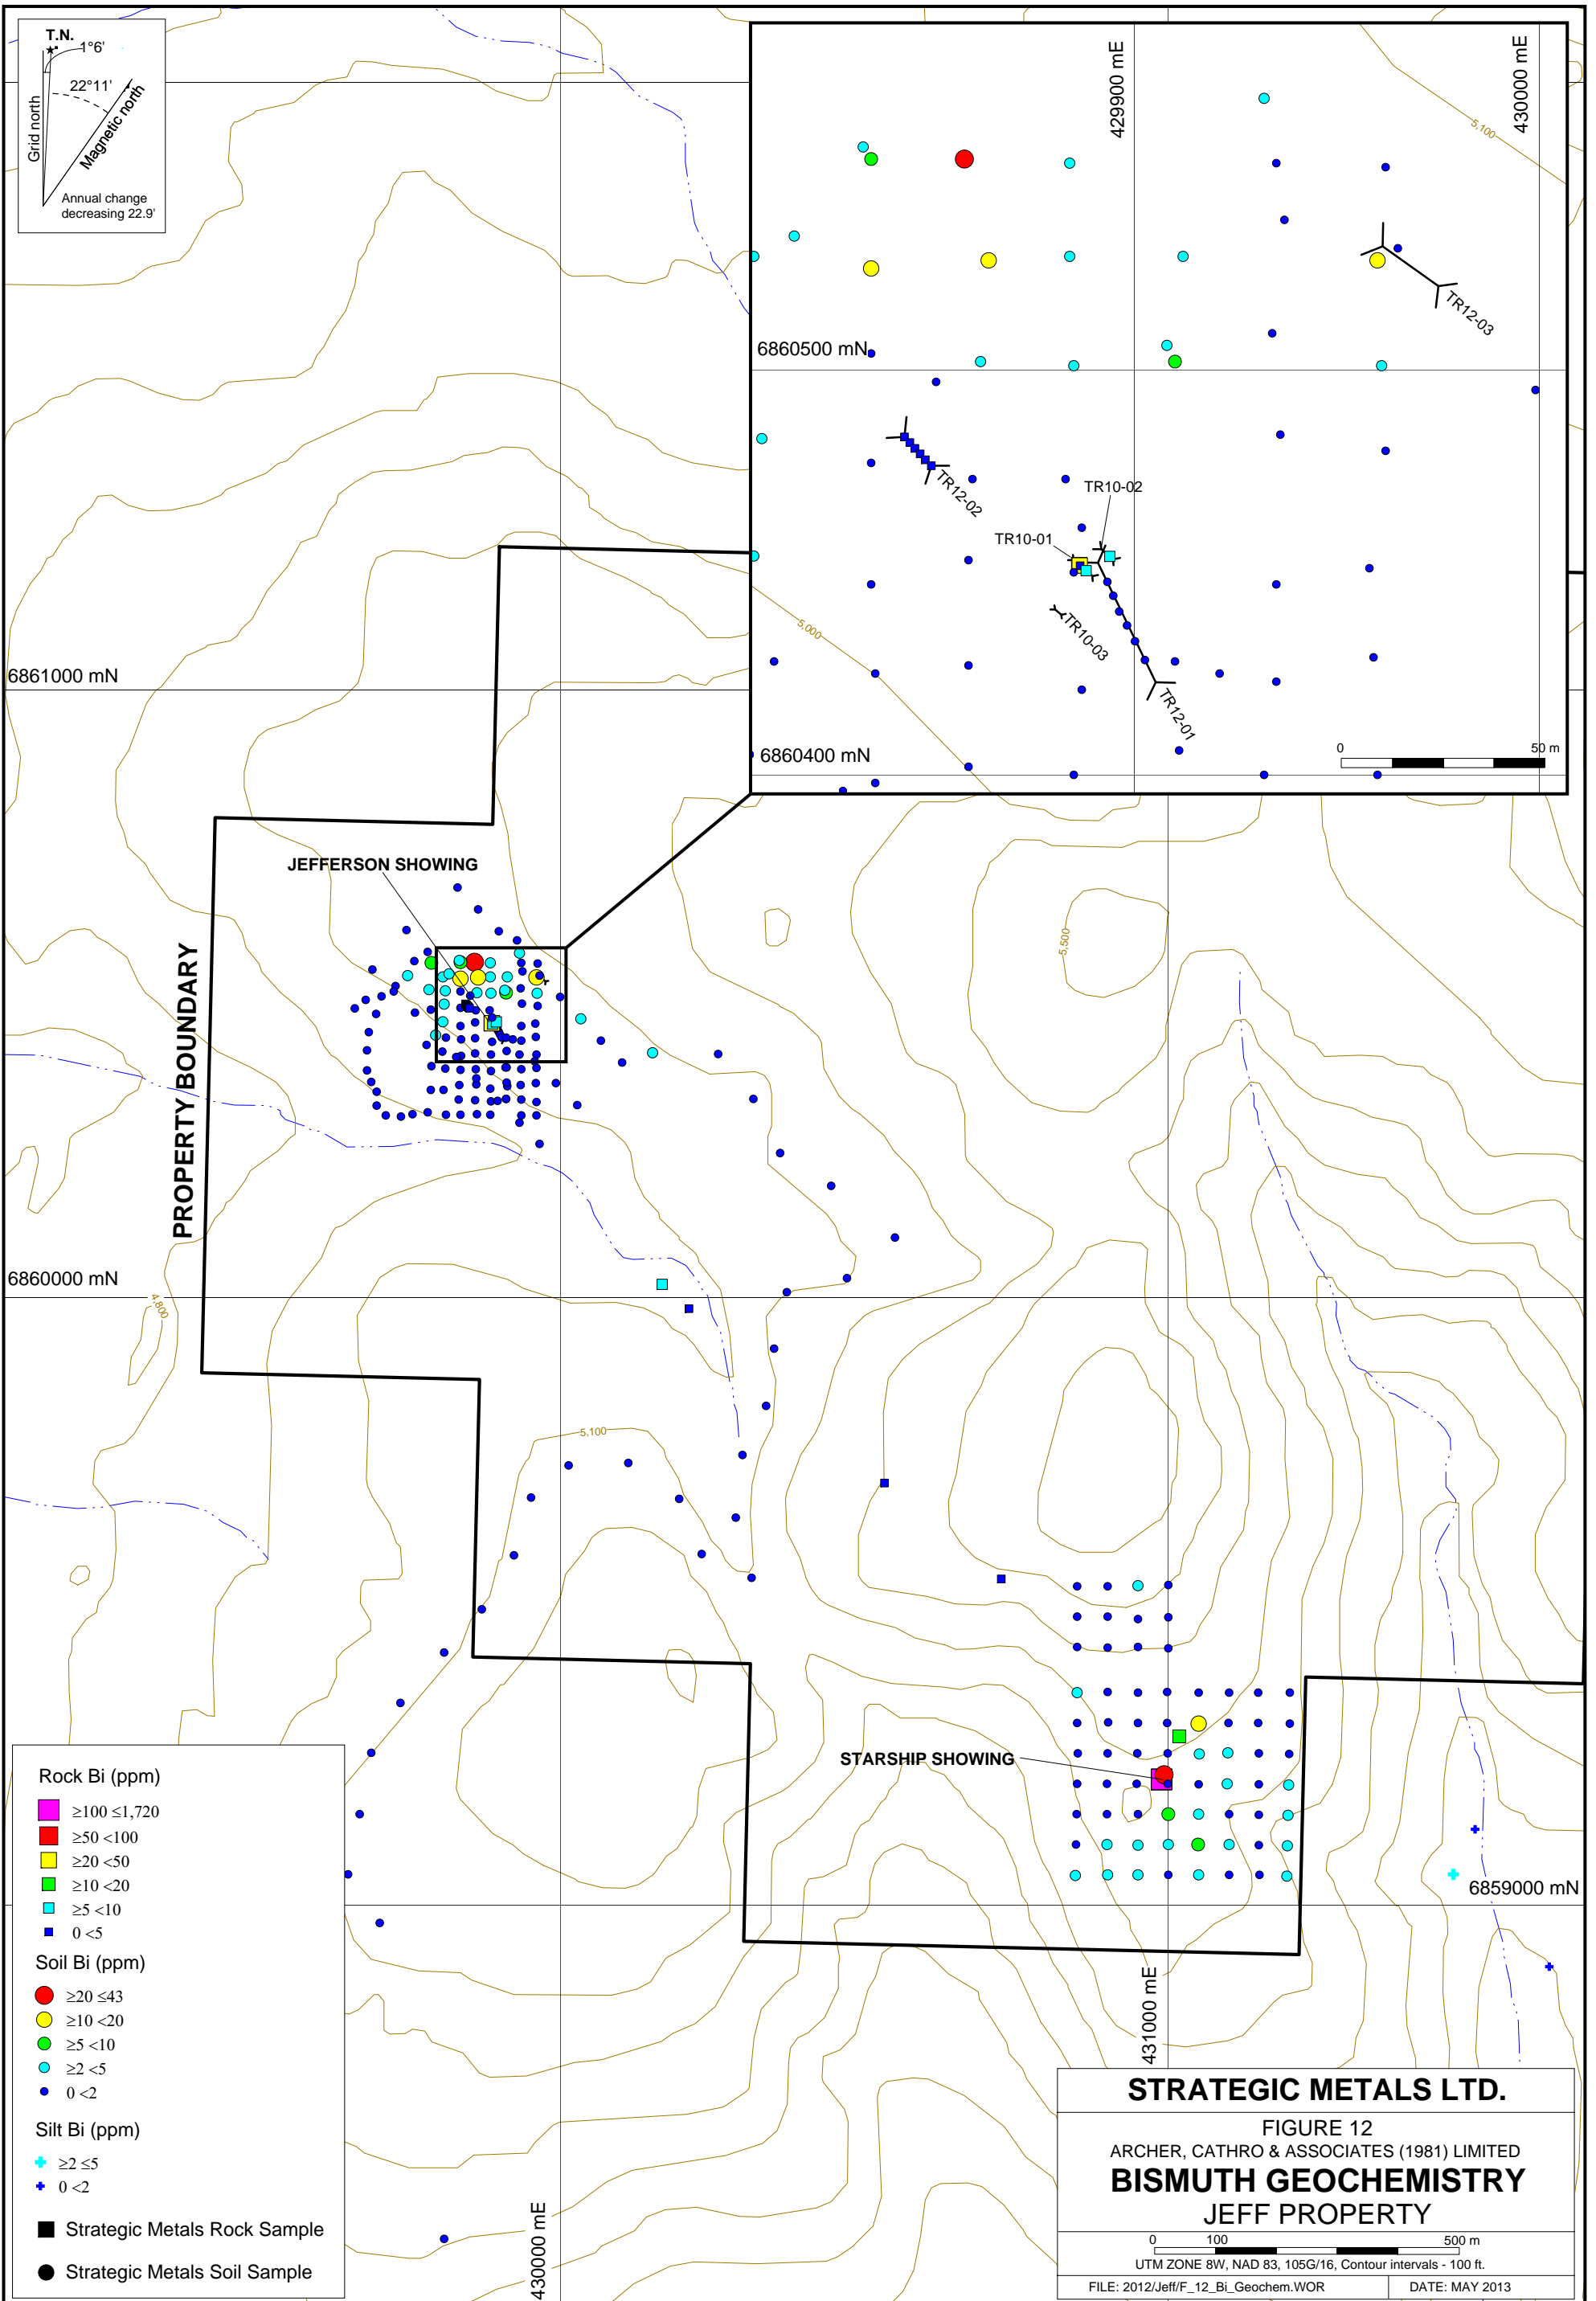 T.N.
1°6'
22°11'
Grid north
Magnetic north
Annual change
decreasing 22.9'
429900 mE
430000 mE
5,100
TR12-03
6860500 mN
TR12-02
TR10-02
TR10-01
TR10-03
TR12-01
5,000
6860400 mN
0 50 m
6861000 mN
JEFFERSON SHOWING
PROPERTY BOUNDARY
5,500
6860000 mN
4,800
5,100
STARSHIP SHOWING
6859000 mN
431000 mE
430000 mE
Rock Bi (ppm)
≥100 ≤1,720
≥50 <100
≥20 <50
≥10 <20
≥5 <10
0 <5
Soil Bi (ppm)
≥20 ≤43
≥10 <20
≥5 <10
≥2 <5
0 <2
Silt Bi (ppm)
≥2 ≤5
0 <2
Strategic Metals Rock Sample
Strategic Metals Soil Sample
STRATEGIC METALS LTD.
FIGURE 12
ARCHER, CATHRO & ASSOCIATES (1981) LIMITED
BISMUTH GEOCHEMISTRY
JEFF PROPERTY
0 100 500 m
UTM ZONE 8W, NAD 83, 105G/16, Contour intervals - 100 ft.
FILE: 2012/Jeff/F_12_Bi_Geochem.WOR DATE: MAY 2013